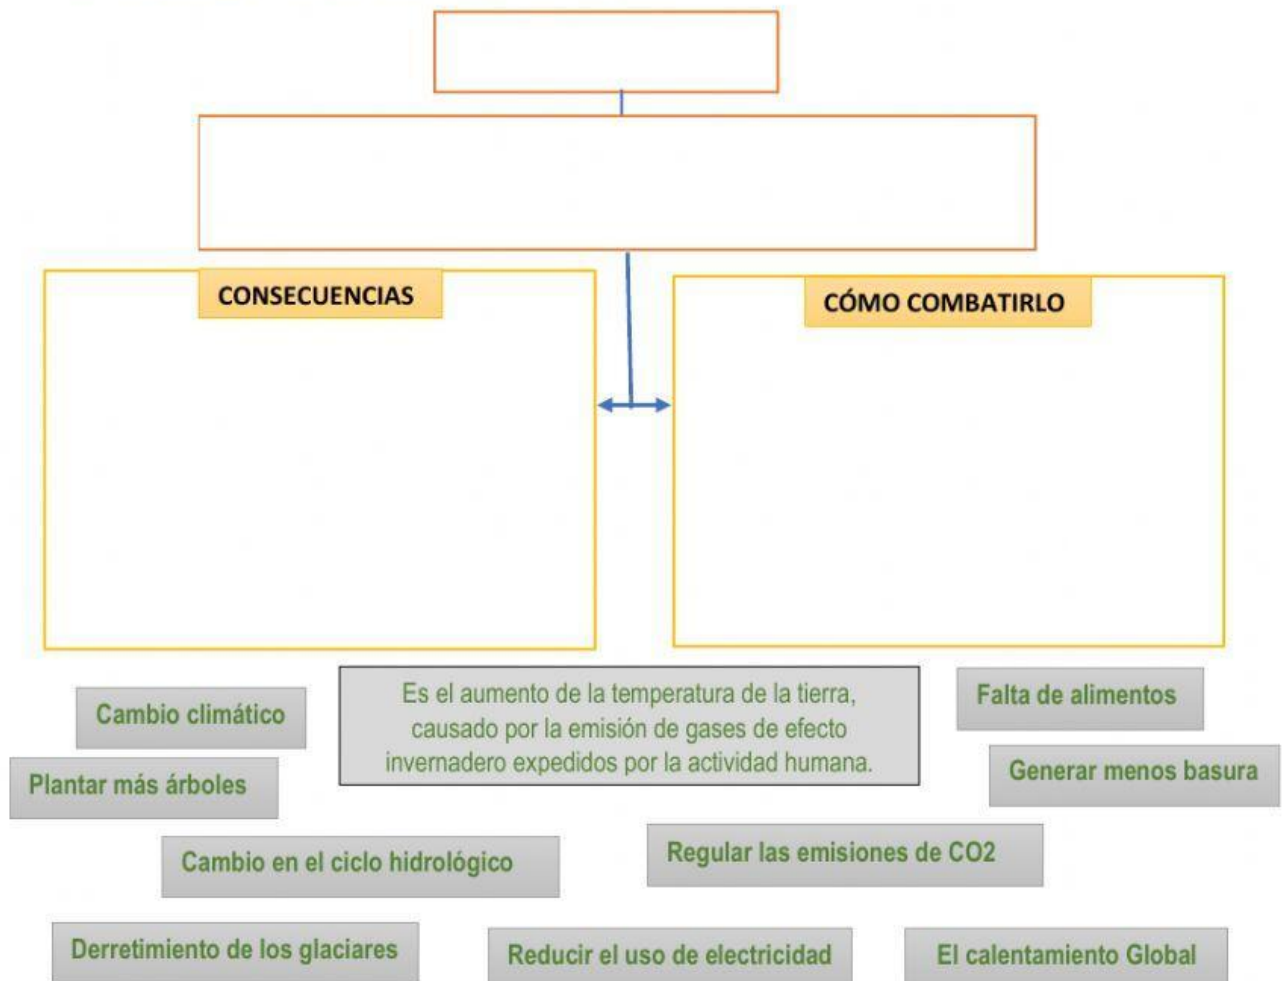 CONSECUENCIAS
CÓMO COMBATIRLO
Cambio climático
Es el aumento de la temperatura de la tierra,
causado por la emisión de gases de efecto
invernadero expedidos por la actividad humana.
Falta de alimentos
Plantar más árboles
Generar menos basura
Cambio en el ciclo hidrológico
Regular las emisiones de CO2
Derretimiento de los glaciares
Reducir el uso de electricidad
El calentamiento Global